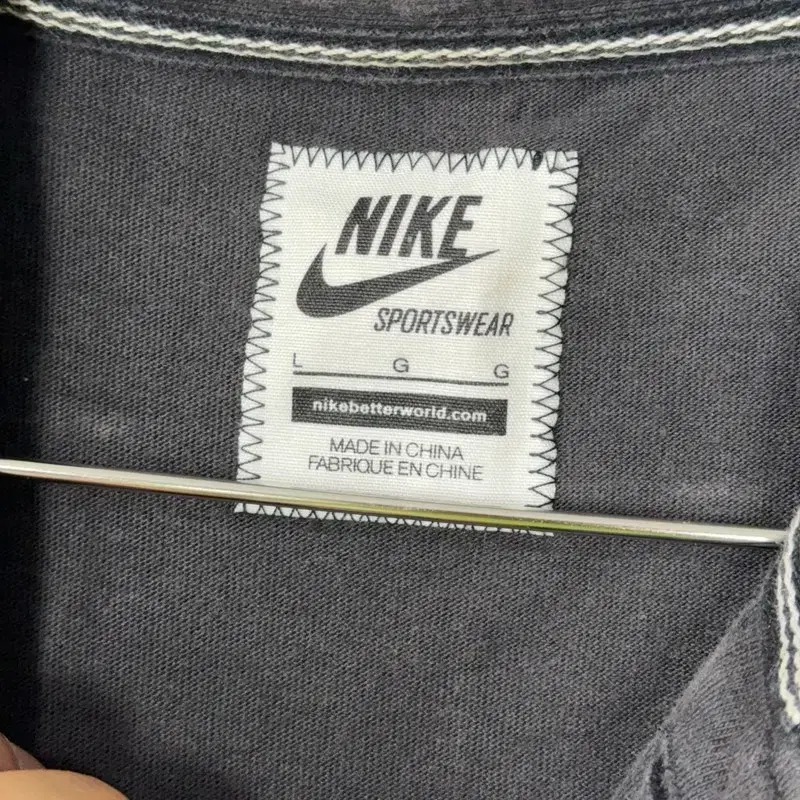 NIKE
SPORTSWEAR
L G G
nikebetterworld.com
MADE IN CHINA
FABRIQUE EN CHINE